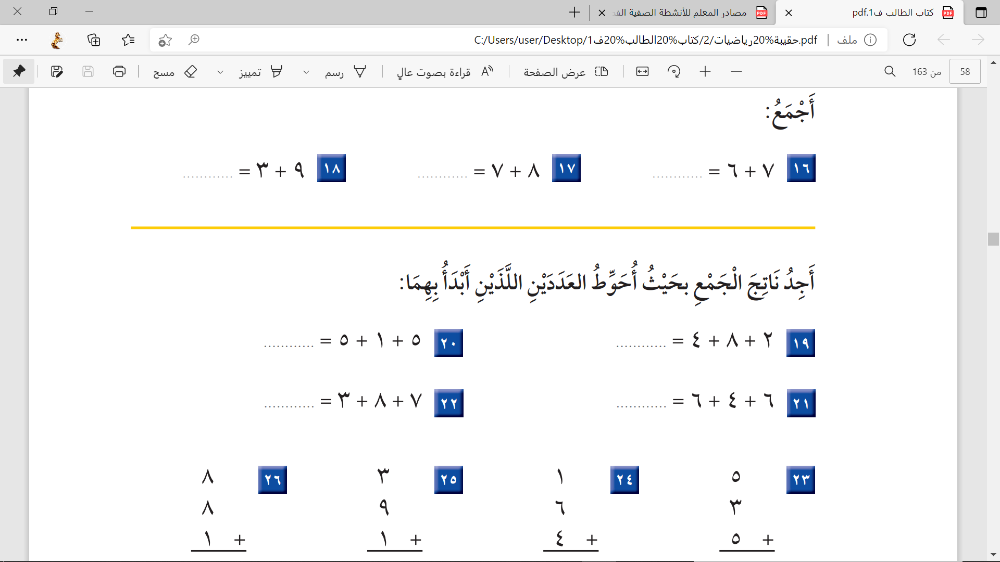 كتاب الطالب ف1.pdf
مصادر المعلم للأنشطة الصفية الفد
ملف
C:/Users/user/Desktop/حقيبة%20رياضيات/2/كتاب%20الطالب%20ف1.pdf
58 من 163 عرض الصفحة قراءة بصوت عالٍ رسم تمييز مسح
أَجْمَعُ:
١٦ ٧ + ٦ = ............ ١٧ ٨ + ٧ = ............ ١٨ ٩ + ٣ = ............
أَجِدُ نَاتِجَ الْجَمْعِ بحَيْثُ أُحَوِّطُ العَدَدَيْنِ اللَّذَيْنِ أَبْدَأُ بِهِمَا:
١٩ ٢ + ٨ + ٤ = ............ ٢٠ ٥ + ١ + ٥ = ............
٢١ ٦ + ٤ + ٦ = ............ ٢٢ ٧ + ٨ + ٣ = ............
٢٣ ٥ ٢٤ ١ ٢٥ ٣ ٢٦ ٨
٣ ٦ ٩ ٨
+ ٥ + ٤ + ١ + ١